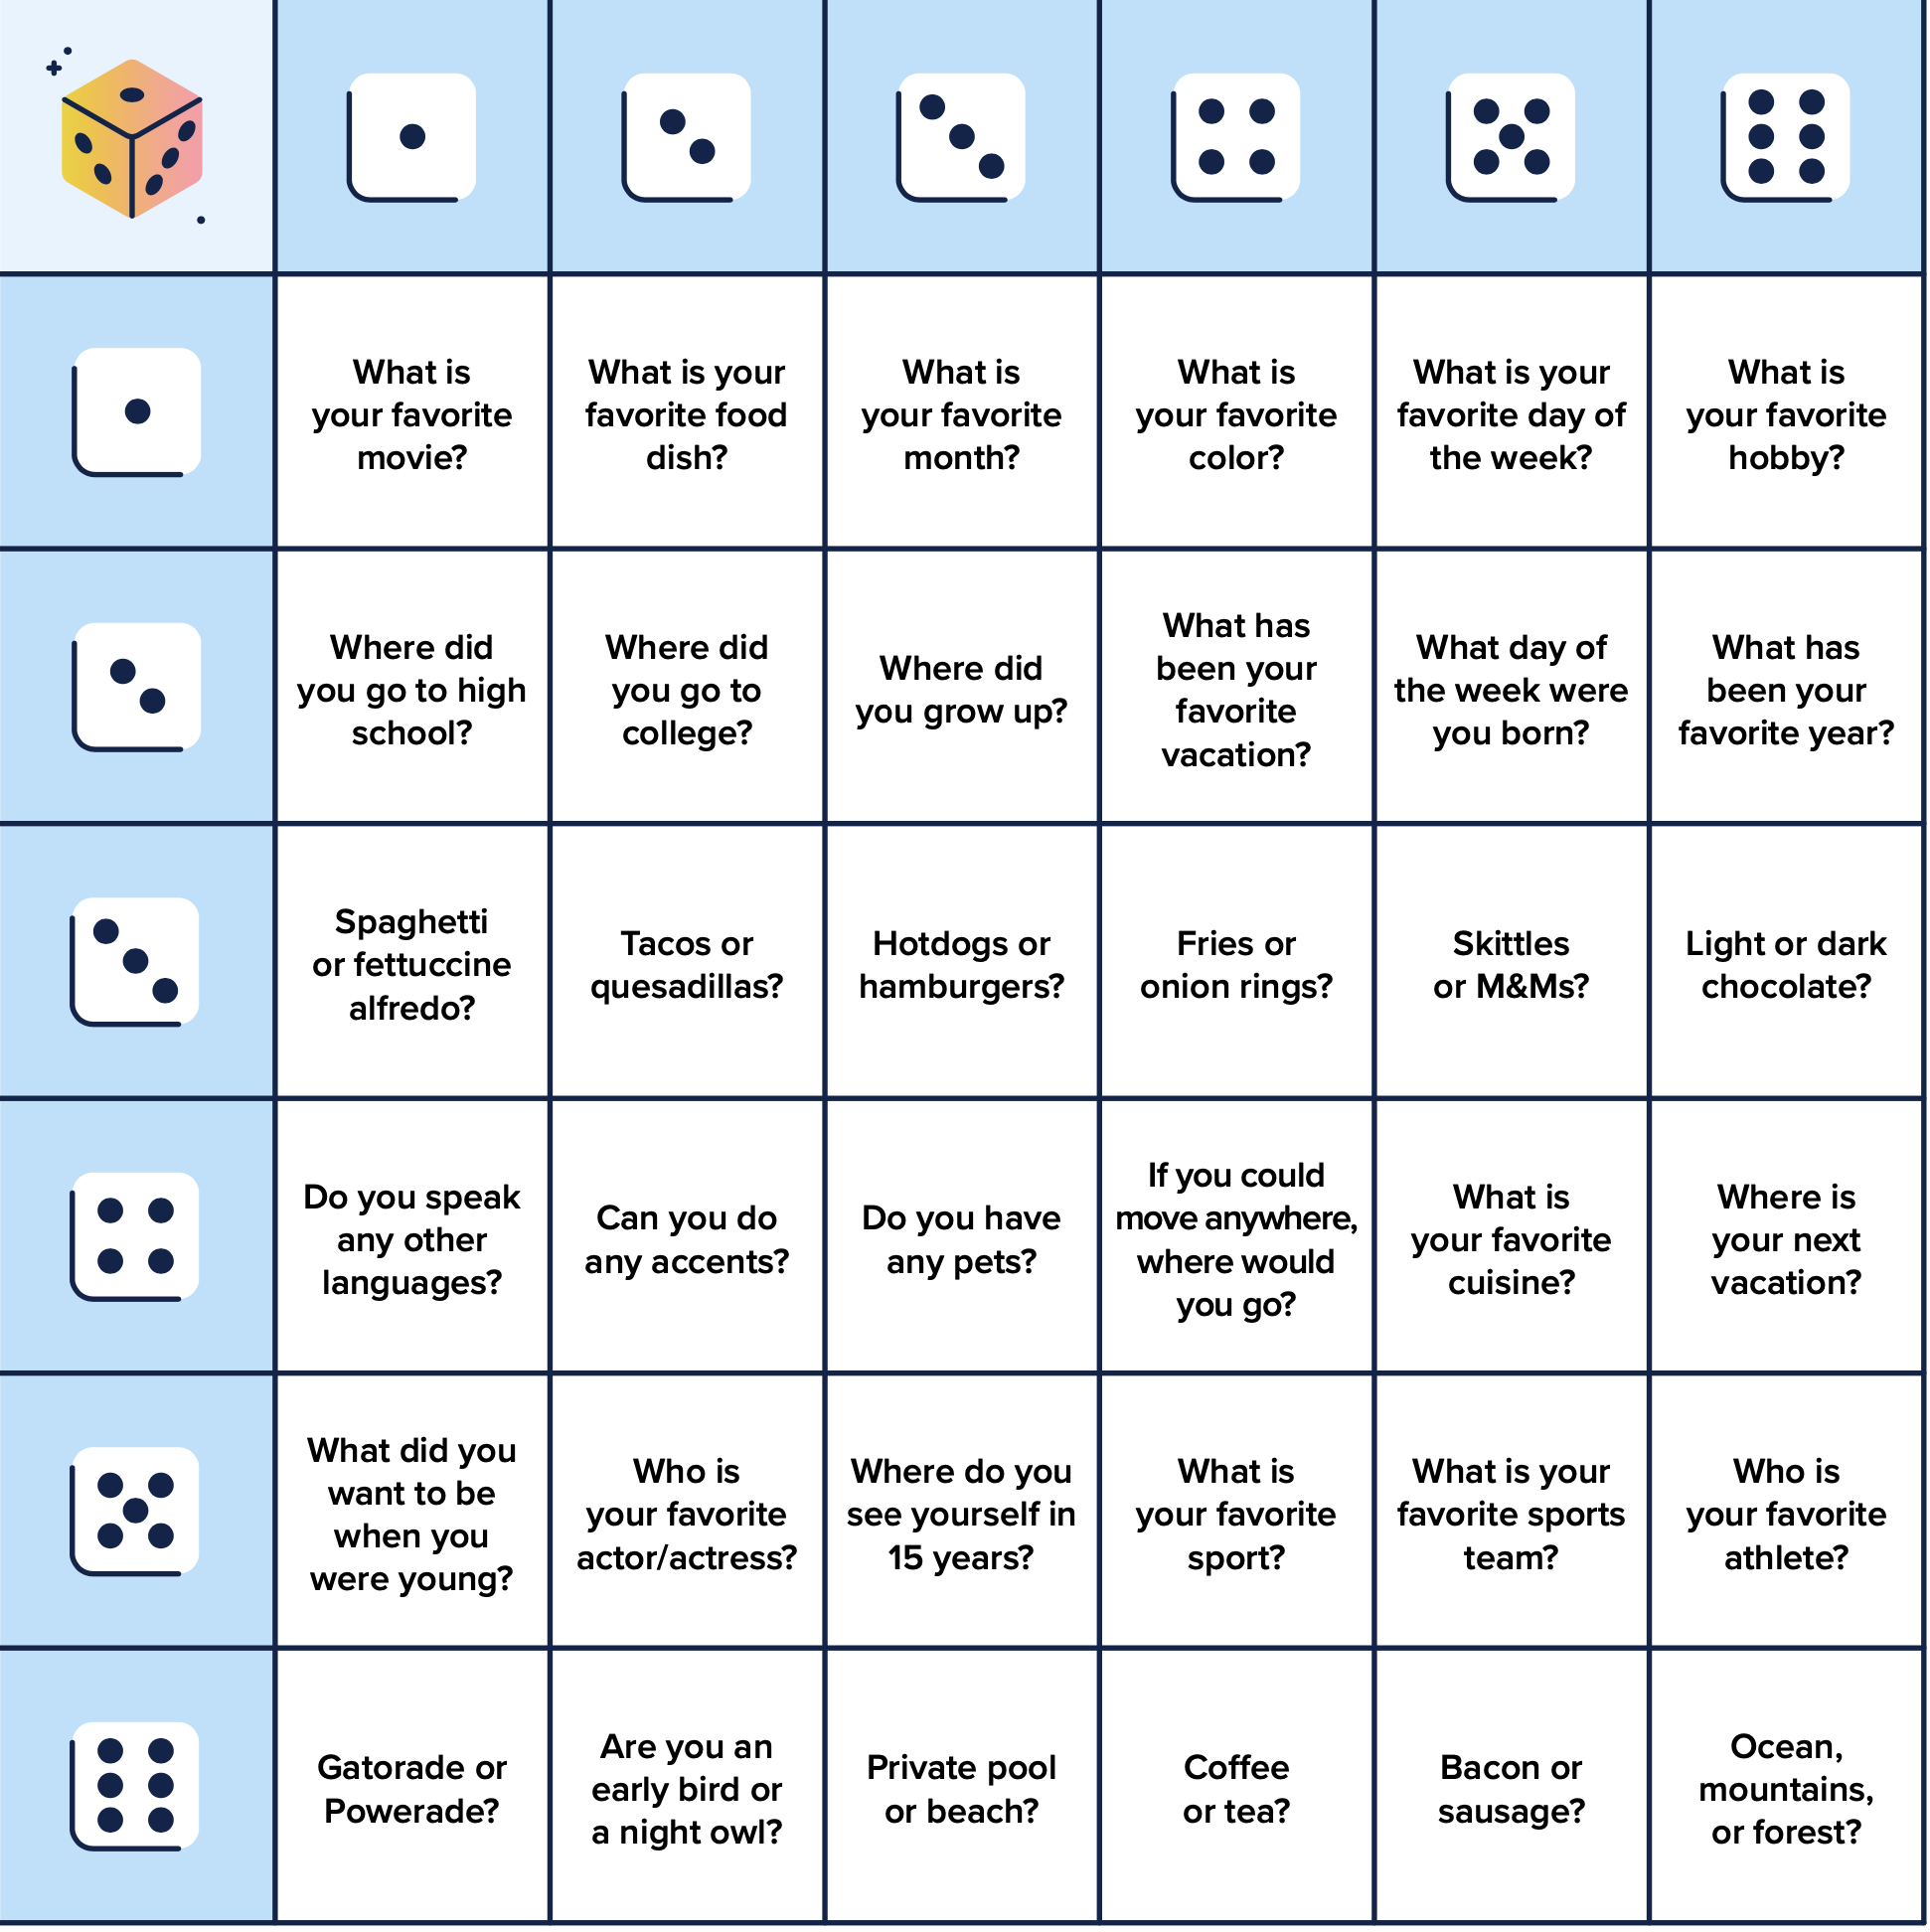 What is
your favorite
movie?
What is your
favorite food
dish?
What is
your favorite
month?
What is
your favorite
color?
What is your
favorite day of
the week?
What is
your favorite
hobby?
Where did
you go to high
school?
Where did
you go to
college?
Where did
you grow up?
What has
been your
favorite
vacation?
What day of
the week were
you born?
What has
been your
favorite year?
Spaghetti
or fettuccine
alfredo?
Tacos or
quesadillas?
Hotdogs or
hamburgers?
Fries or
onion rings?
Skittles
or M&Ms?
Light or dark
chocolate?
Do you speak
any other
languages?
Can you do
any accents?
Do you have
any pets?
If you could
move anywhere,
where would
you go?
What is
your favorite
cuisine?
Where is
your next
vacation?
What did you
want to be
when you
were young?
Who is
your favorite
actor/actress?
Where do you
see yourself in
15 years?
What is
your favorite
sport?
What is your
favorite sports
team?
Who is
your favorite
athlete?
Gatorade or
Powerade?
Are you an
early bird or
a night owl?
Private pool
or beach?
Coffee
or tea?
Bacon or
sausage?
Ocean,
mountains,
or forest?